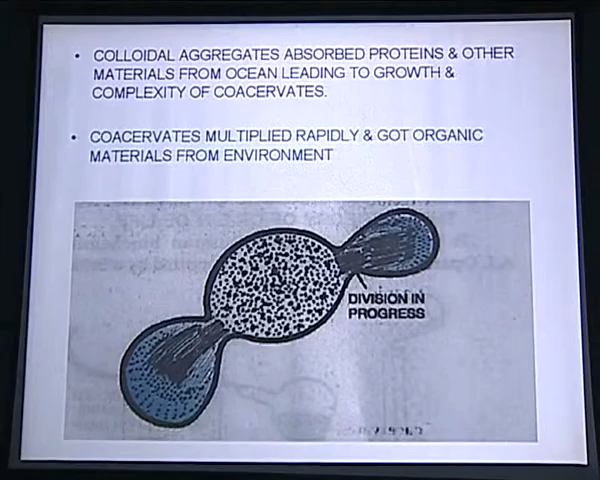 • COLLOIDAL AGGREGATES ABSORBED PROTEINS & OTHER
MATERIALS FROM OCEAN LEADING TO GROWTH &
COMPLEXITY OF COACERVATES.
• COACERVATES MULTIPLIED RAPIDLY & GOT ORGANIC
MATERIALS FROM ENVIRONMENT
DIVISION IN
PROGRESS